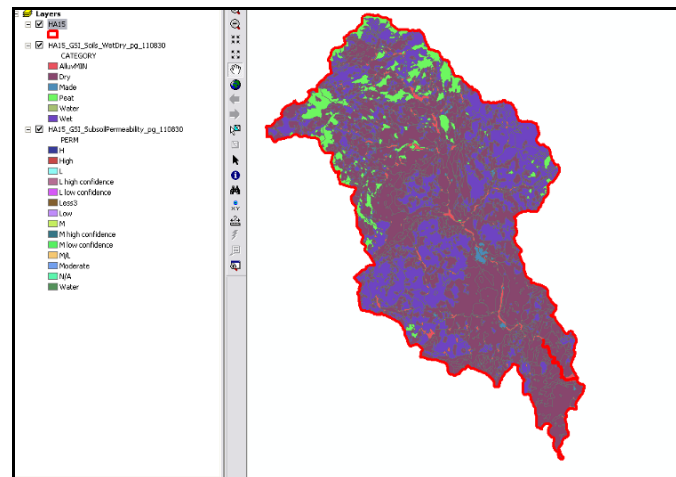 Layers
HA15
HA15_GSI_Soils_WetDry_pg_110830
CATEGORY
AlluvMIN
Dry
Made
Peat
Water
Wet
HA15_GSI_SubsoilPermeability_pg_110830
PERM
H
High
L
L high confidence
L low confidence
Less3
Low
M
M high confidence
M low confidence
M/L
Moderate
N/A
Water
XY